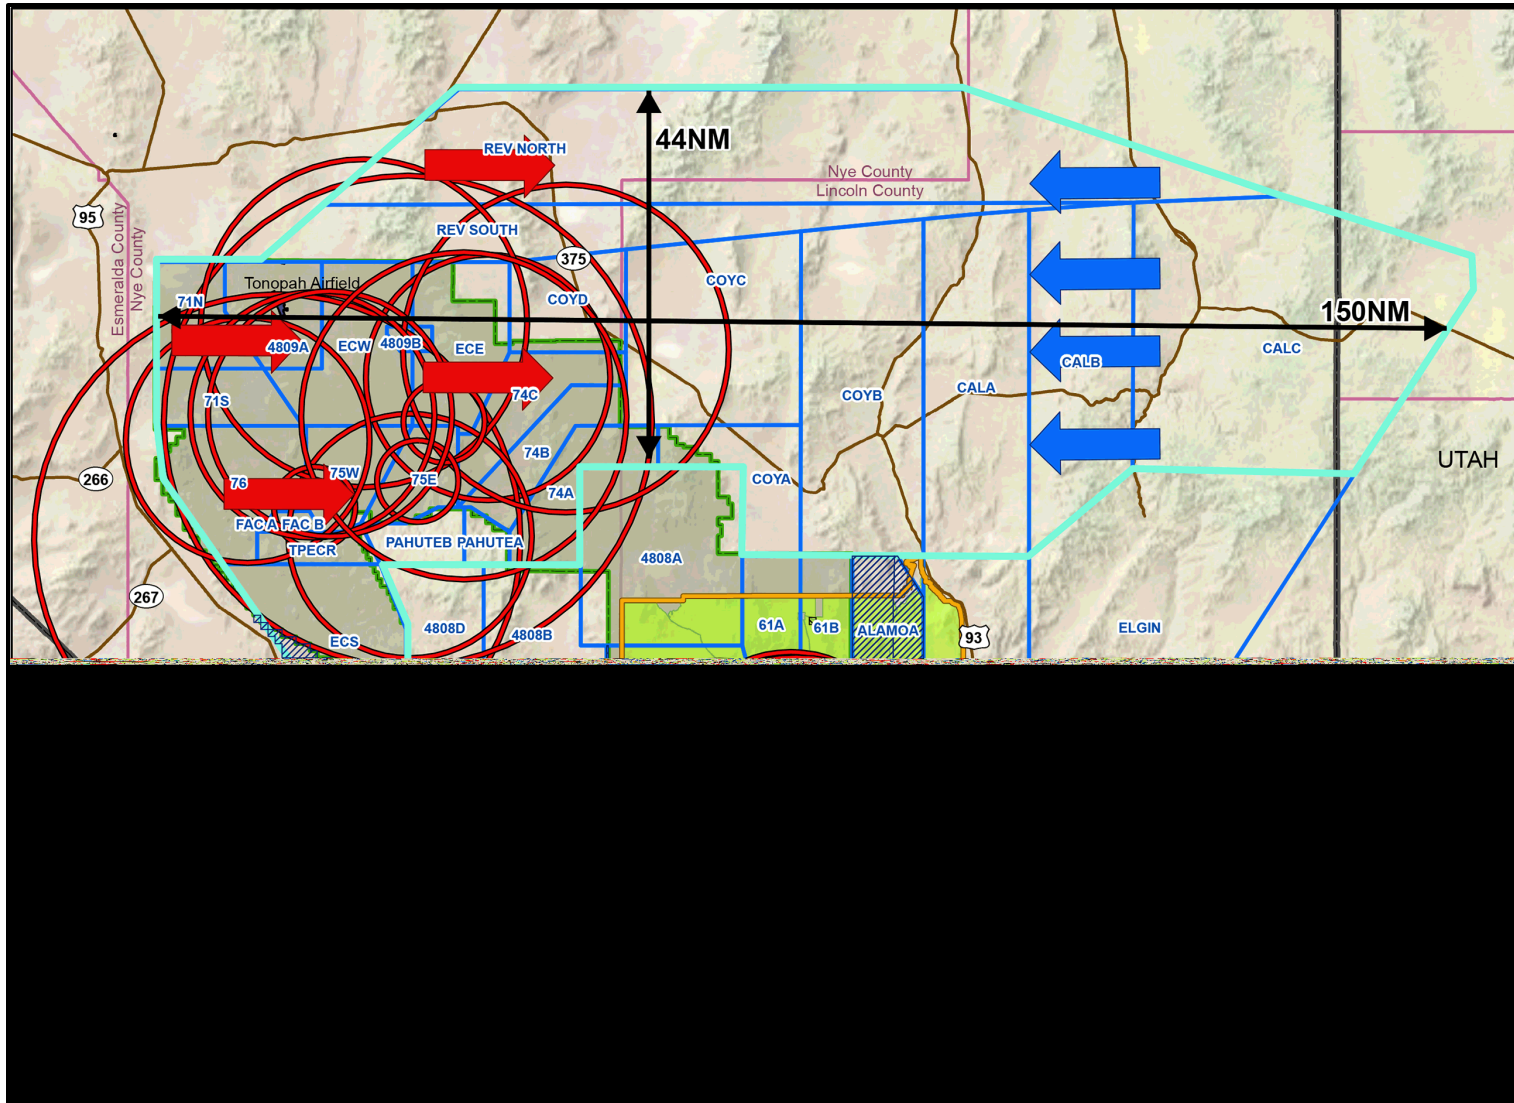 44NM
REV NORTH
Nye County
Lincoln County
95
Esmeralda County
Nye County
REV SOUTH
375
COYC
Tonopah Airfield
71N
COYD
150NM
4809A
ECW
4809B
ECE
CALC
CALB
74C
COYB
CALA
71S
74B
UTAH
266
76
75W
75E
COYA
74A
FAC A
FAC B
PAHUTEB
PAHUTEA
TPECR
4808A
267
61A
61B
ALAMOA
4808D
4808B
93
ELGIN
ECS